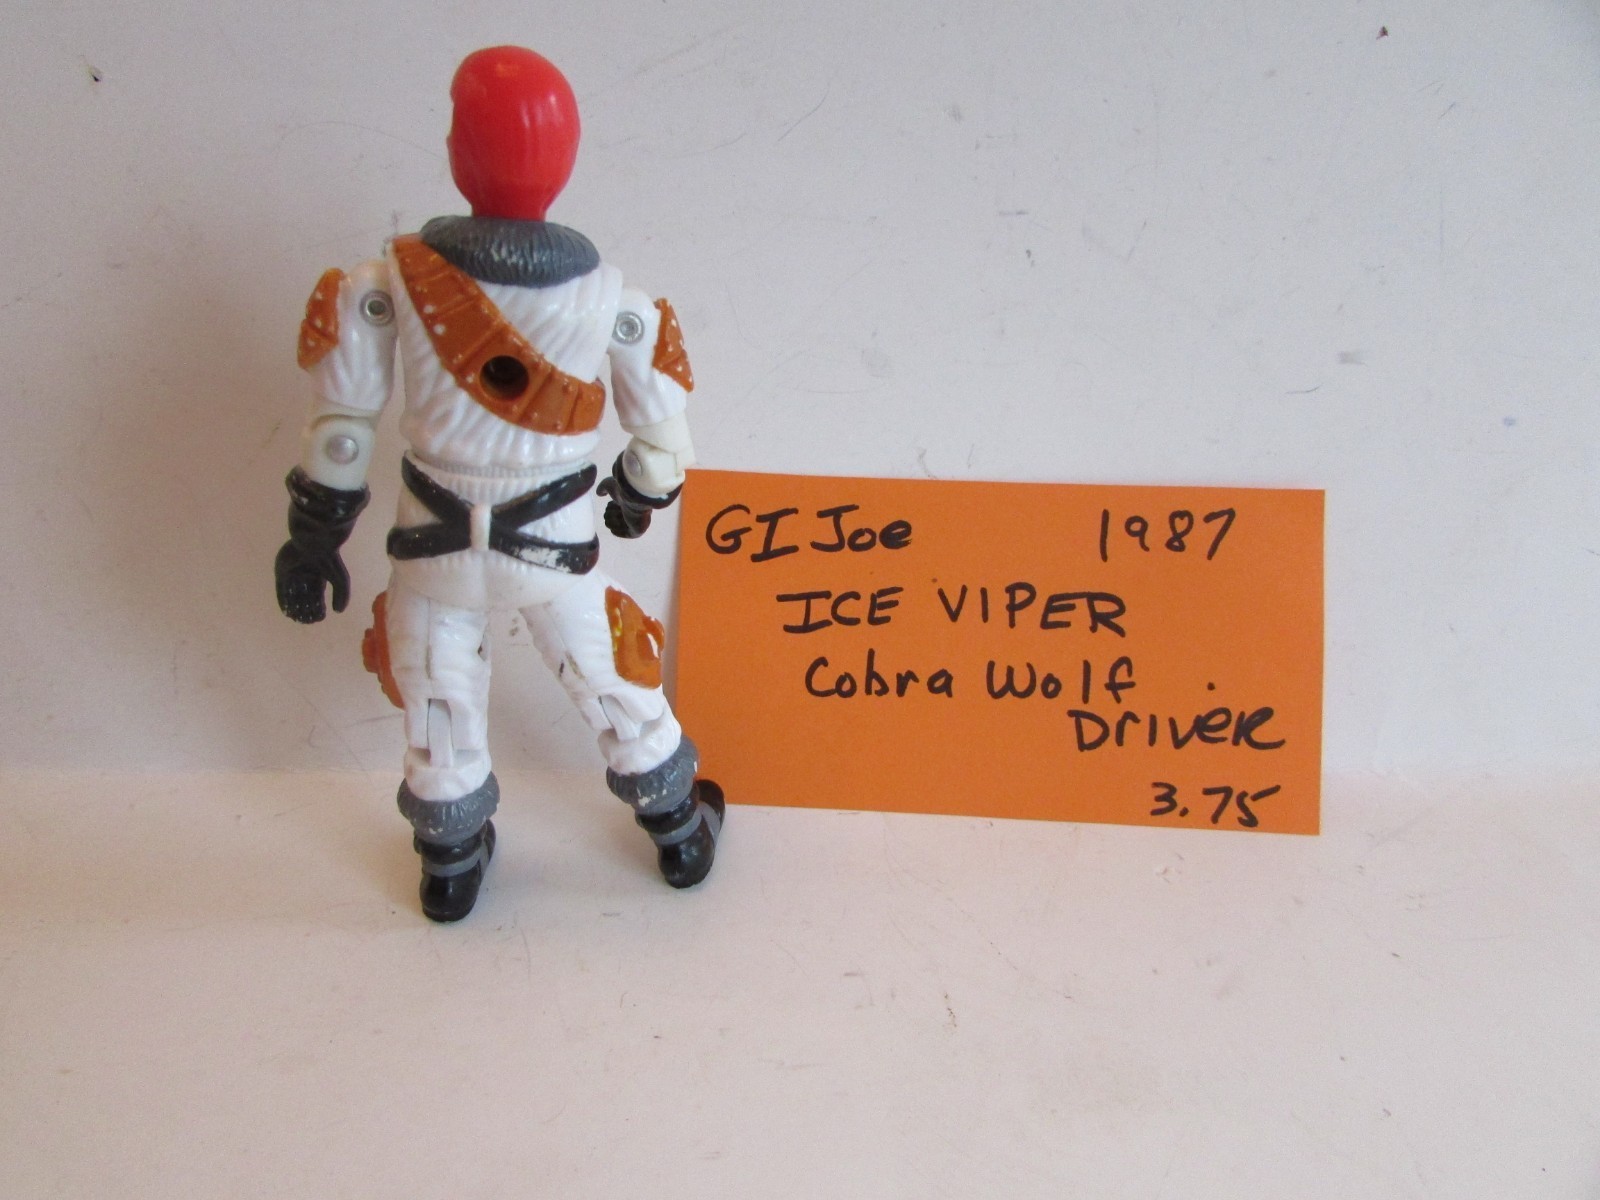 GI Joe 1987
ICE VIPER
Cobra Wolf
Driver
3.75